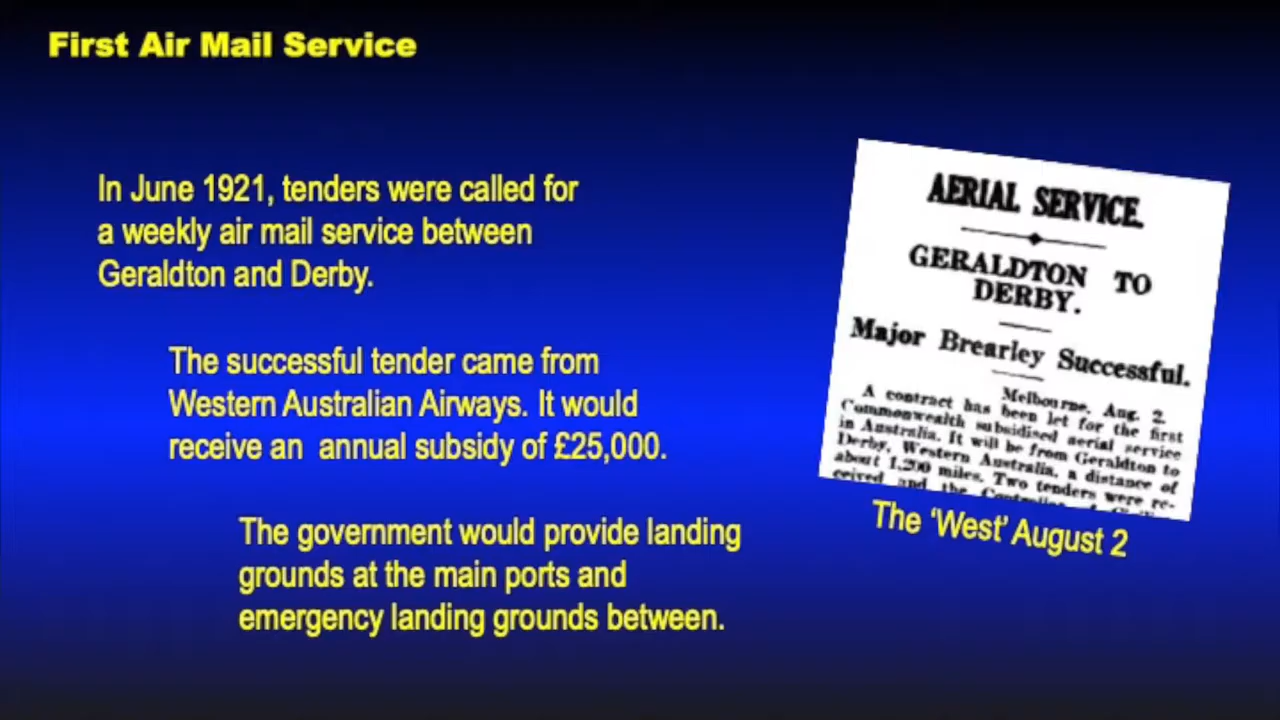 First Air Mail Service
In June 1921, tenders were called for
a weekly air mail service between
Geraldton and Derby.
The successful tender came from
Western Australian Airways. It would
receive an annual subsidy of £25,000.
The government would provide landing
grounds at the main ports and
emergency landing grounds between.
AERIAL SERVICE.
GERALDTON TO
DERBY.
Major Brearley Successful.
Melbourne, Aug. 2.
A contract has been let for the first
Commonwealth subsidised aerial service
in Australia. It will be from Geraldton to
Derby, Western Australia, a distance of
about 1,200 miles. Two tenders were re-
ceived and the
The 'West' August 2